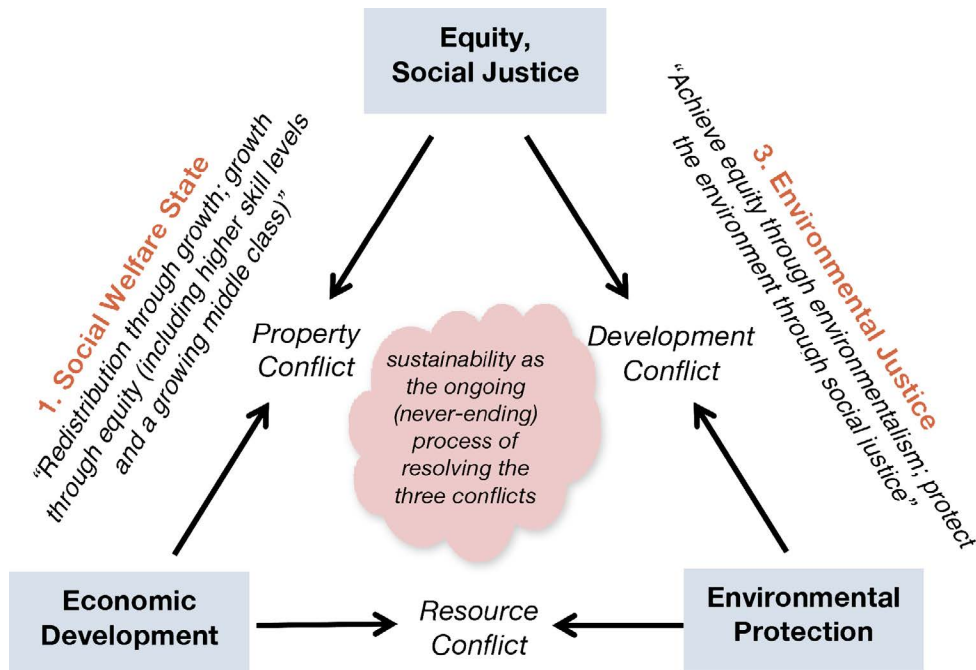 Equity,
Social Justice
1. Social Welfare State
“Redistribution through growth; growth
through equity (including higher skill levels
and a growing middle class)”
3. Environmental Justice
“Achieve equity through environmentalism; protect
the environment through social justice”
Property
Conflict
sustainability as
the ongoing
(never-ending)
process of
resolving the
three conflicts
Development
Conflict
Economic
Development
Resource
Conflict
Environmental
Protection